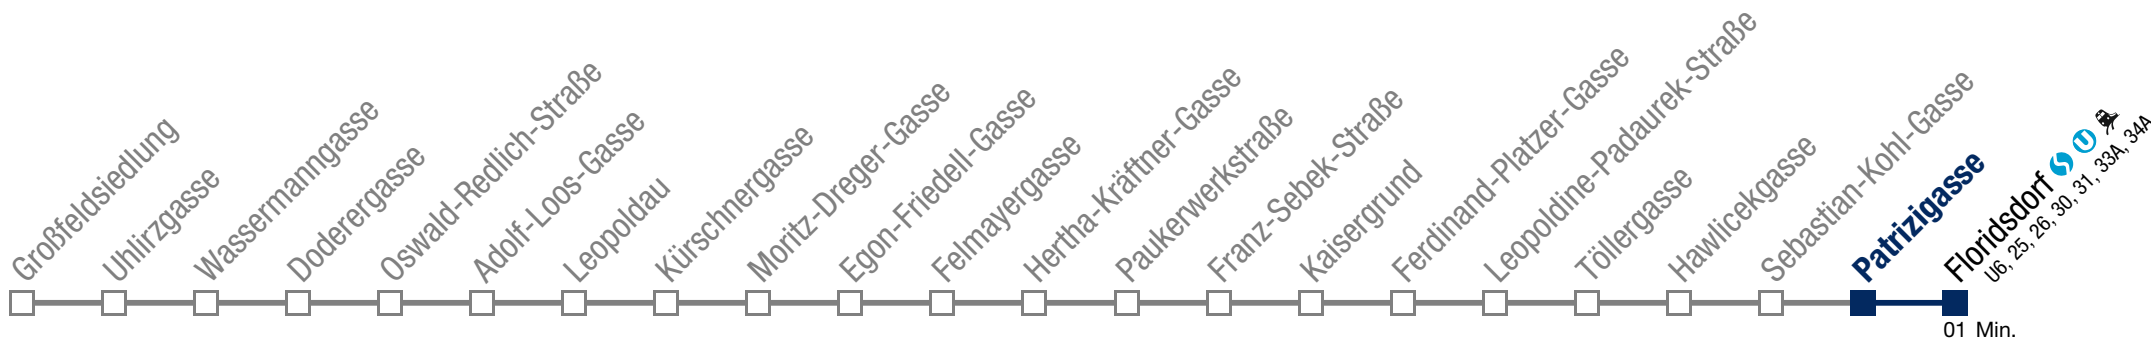 Großfeldsiedlung
Uhlirzgasse
Wassermanngasse
Doderergasse
Oswald-Redlich-Straße
Adolf-Loos-Gasse
Leopoldau
Kürschnergasse
Moritz-Dreger-Gasse
Egon-Friedell-Gasse
Felmayergasse
Hertha-Kräftner-Gasse
Paukerwerkstraße
Franz-Sebek-Straße
Kaisergrund
Ferdinand-Platzer-Gasse
Leopoldine-Padaurek-Straße
Töllergasse
Hawlicekgasse
Sebastian-Kohl-Gasse
Patrizigasse
Floridsdorf S U
U6, 25, 26, 30, 31, 33A, 34A
01 Min.